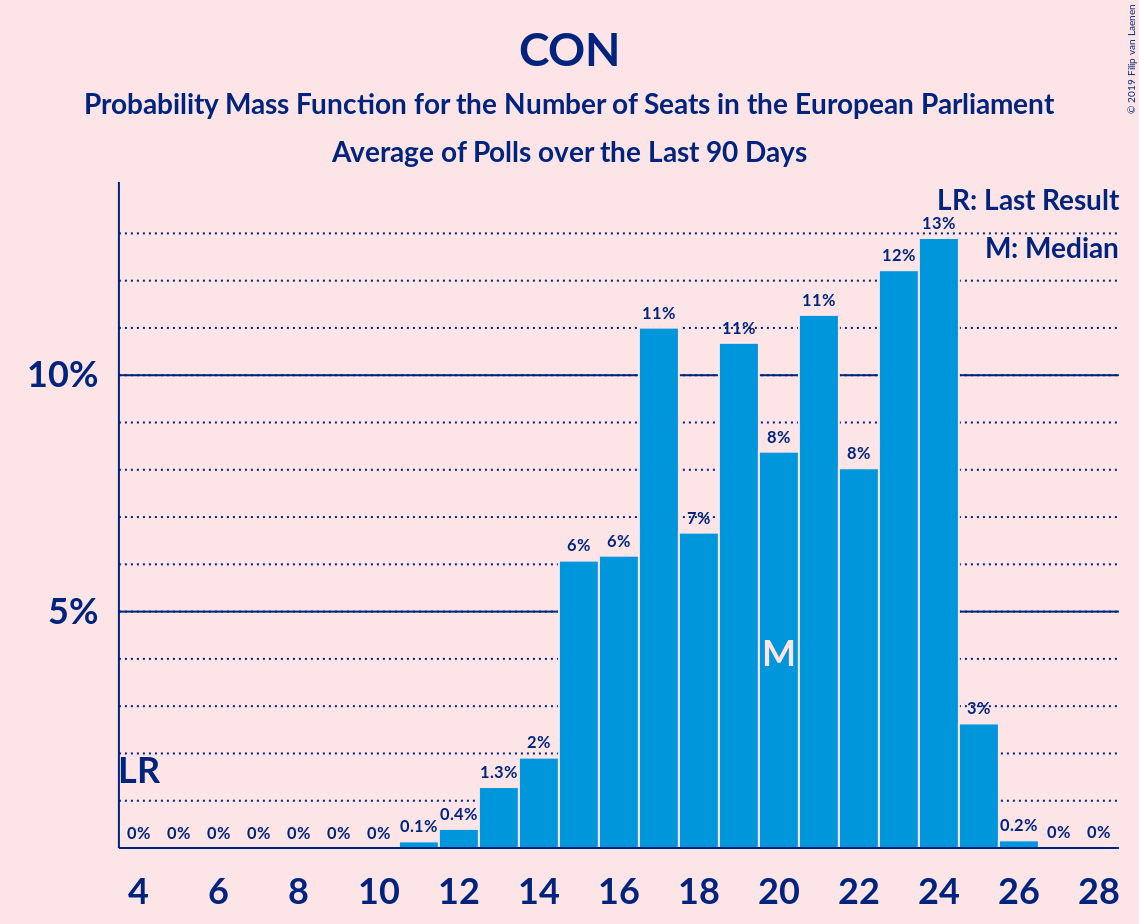 CON
Probability Mass Function for the Number of Seats in the European Parliament
Average of Polls over the Last 90 Days
© 2019 Filip van Laenen
LR: Last Result
M: Median
10%
5%
LR
M
0% 0% 0% 0% 0% 0% 0% 0.1% 0.4% 1.3% 2% 6% 6% 11% 7% 11% 8% 11% 8% 12% 13% 3% 0.2% 0% 0%
4 6 8 10 12 14 16 18 20 22 24 26 28